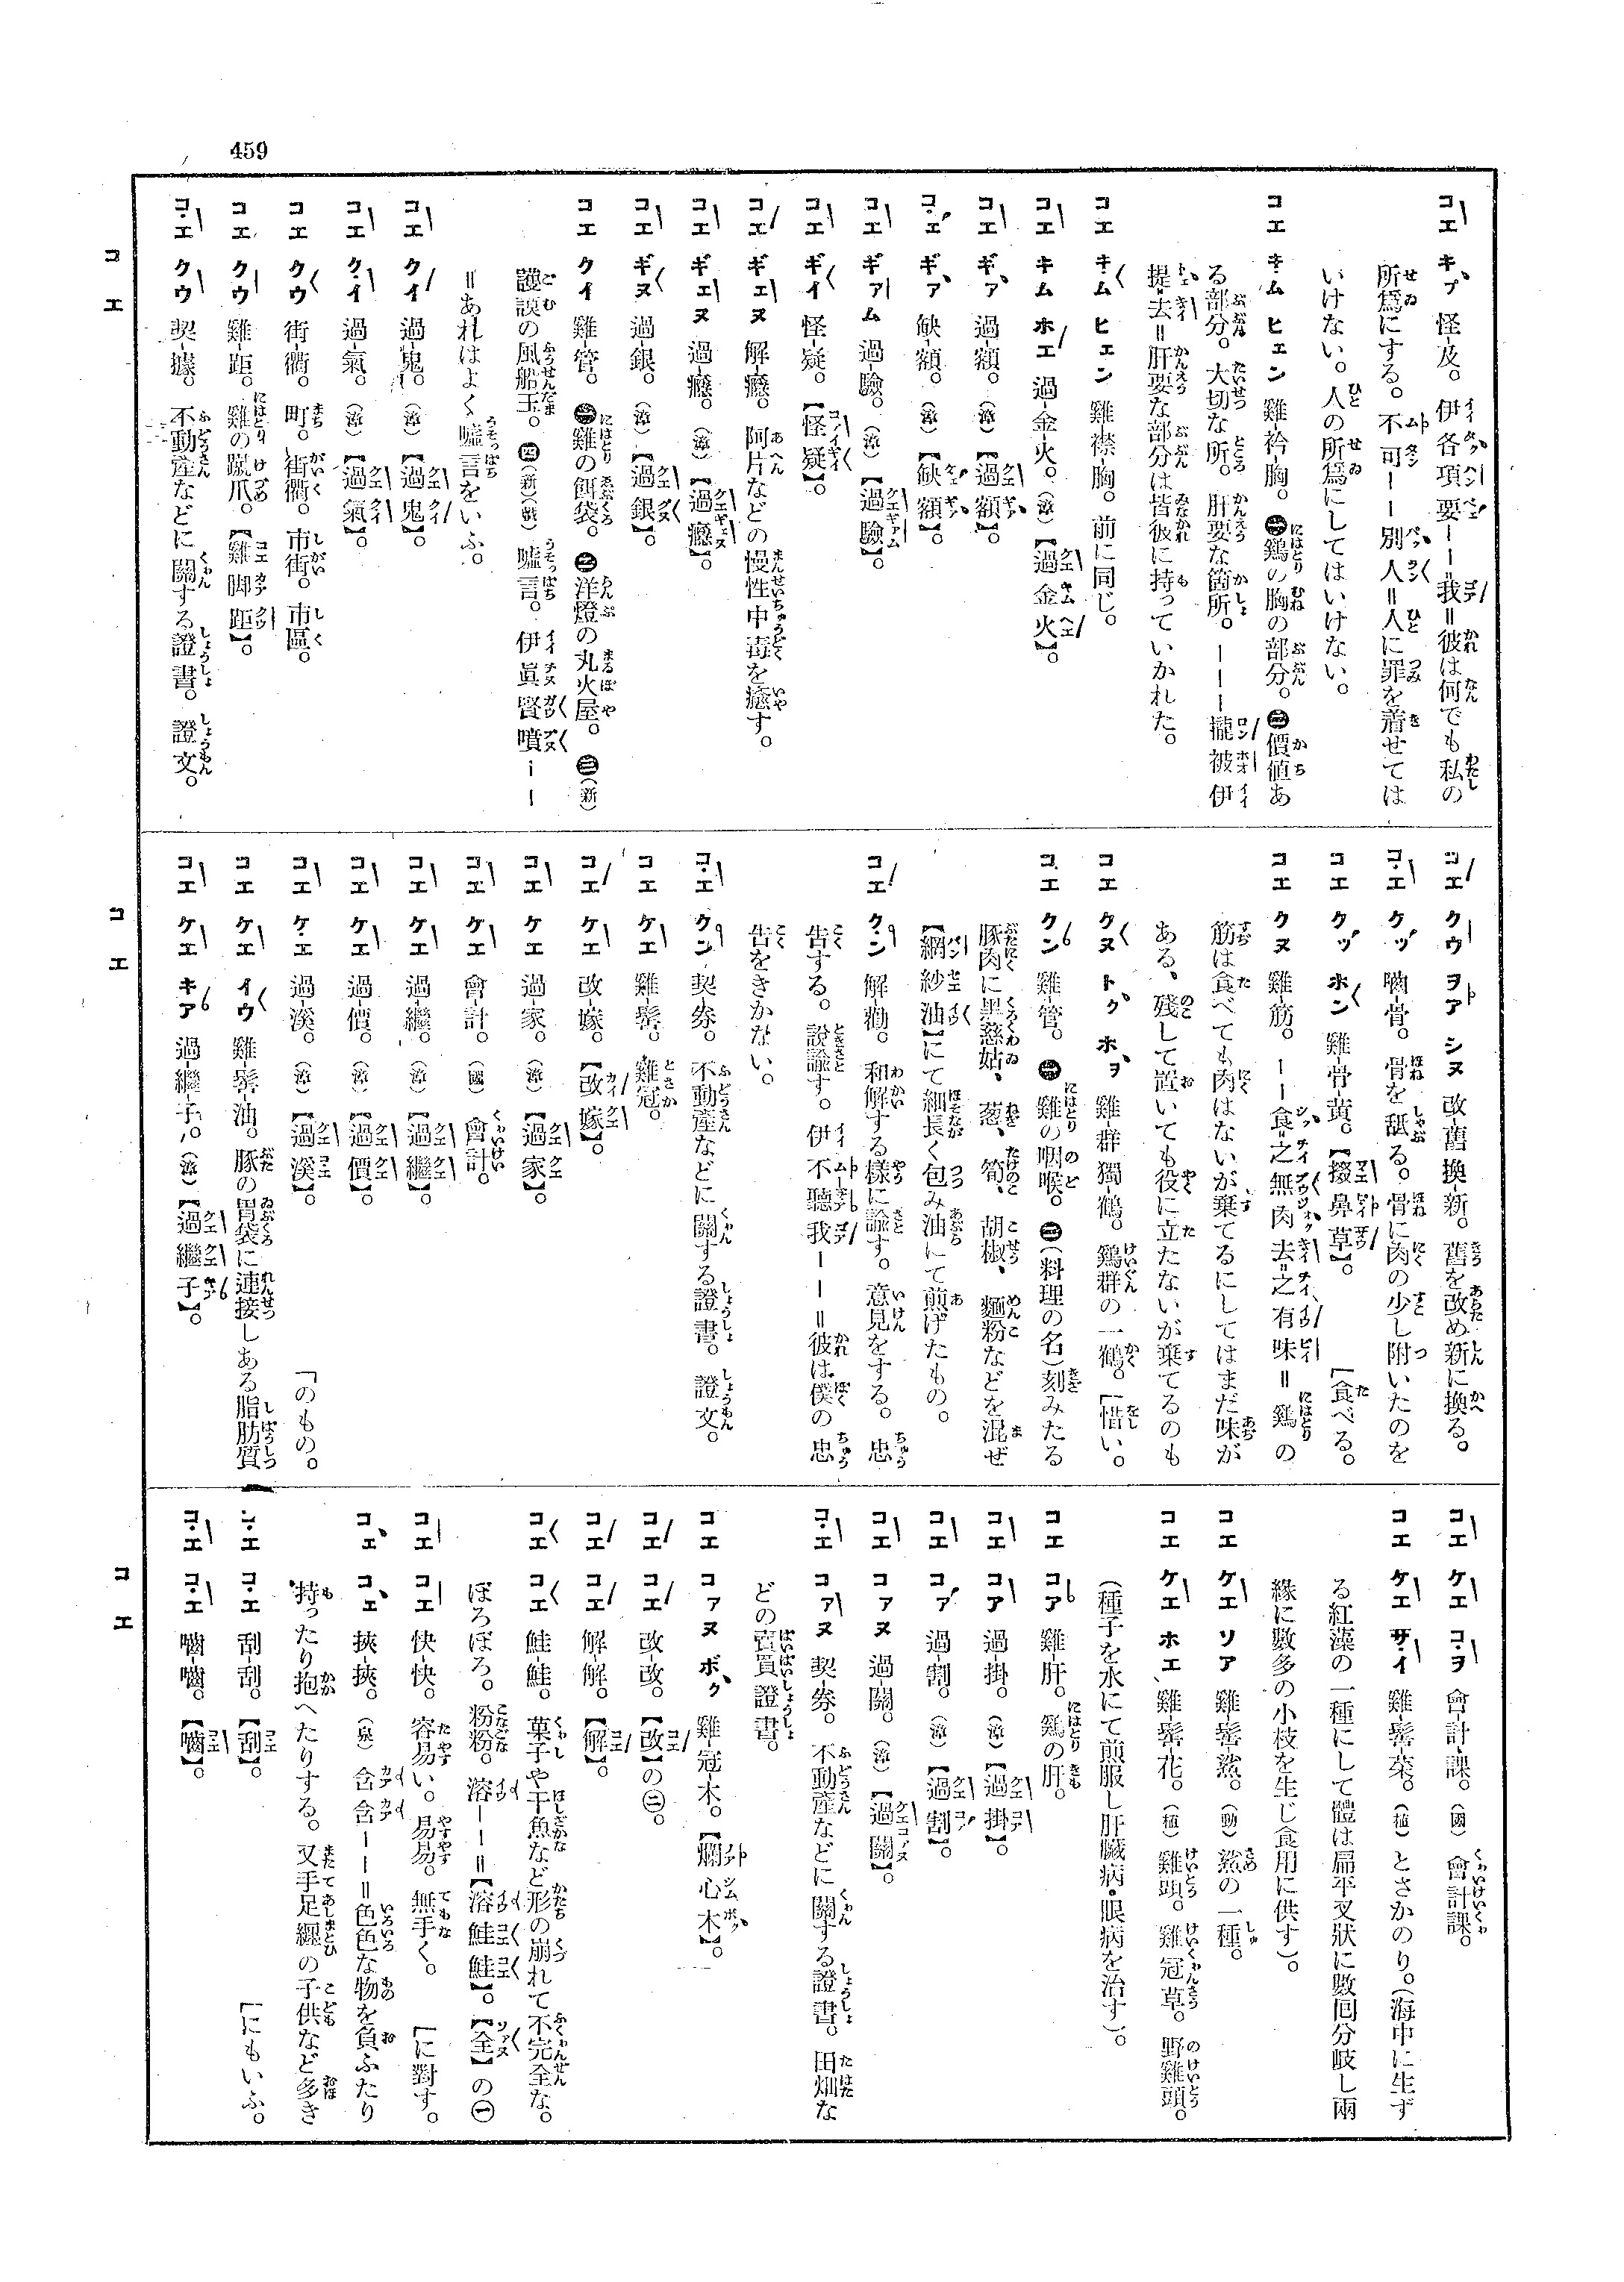 459
コエ キㇷ゚ 怪-及。伊各項要ーー=我=彼は何でも私の
所爲にする。不可ーー別人=人に罪を着せては
いけない。人の所爲にしてはいけない。
コエ キム ヒェン 雞-衿-胸。㊀鷄の胸の部分。㊁價値あ
る部分。大切な所。肝要な箇所。ーーー攏被伊
提=去=肝要な部分は皆彼に持っていかれた。
コエ キム ヒェン 雞-襟-胸。前に同じ。
コエ キム ホエ 過-金-火。(漳)【過金火】。
コエ ギァ 過-額。(漳)【過額】。
コエ ギァ 缺-額。(漳)【缺額】。
コエ ギァム 過-驗。(漳)【過驗】。
コエ ギイ 怪-疑。【怪疑】。
コエ ギェヌ 解-癮。阿片などの慢性中毒を癒す。
コエ ギェヌ 過-癮。(漳)【過癮】。
コエ ギヌ 過-銀。(漳)【過銀】。
コエ クイ 雞-管。㊀雞の餌袋。㊁洋燈の丸火屋。㊂(新)
護謨の風船玉。㊃(新)(戲)嘘言。伊眞賢噴ーー
=あれはよく嘘言をいふ。
コエ クイ 過-鬼。(漳)【過鬼】。
コエ クイ 過-氣。(漳)【過氣】。
コエ クウ 街-衢。町。街衢。市街。市區。
コエ クウ 雞-距。雞の蹴爪。【雞脚距】。
コエ クウ 契-據。不動產などに關する證書。證文。
コエ
コエ クウ ヲア シヌ 改-舊 換-新。舊を改め新に換る。
コエ クッ 嚙-骨。骨を舐る。骨に肉の少し附いたのを
[食べる。
コエ クッ ホン 雞-骨-黃。【掇鼻草】。
コエ クヌ 雞-筋。ーー食=之無肉去=之有味=鷄の
筋は食べても肉はないが棄てるにしてはまだ味が
ある、殘して置いても役に立たないが棄てるのも
[惜い。
コエ クヌ トク ホヲ 雞-群 獨-鶴。鷄群の一鶴。
コエ クン 雞-管。㊀雞の咽喉。㊁(料理の名)刻みたる
豚肉に黑慈姑、葱、筍、胡椒、麵粉などを混ぜ
【網紗油】にて細長く包み油にて煎げたもの。
コエ クン 解-勸。和解する樣に諭す。意見をする。忠
告する。說諭す。伊不聽我ーー=彼は僕の忠
告をきかない。
コエ クン 契-劵。不動產などに關する證書。證文。
コエ ケエ 雞-髻。雞冠。
コエ ケエ 改-嫁。【改嫁】。
コエ ケエ 過-家。(漳)【過家】。
コエ ケエ 會-計。(國)會計。
コエ ケエ 過-繼。(漳)【過繼】。
コエ ケエ 過-價。(漳)【過價】。
コエ ケエ 過-溪。(漳)【過溪】。
[のもの。
コエ ケエ イウ 雞-髻-油。豚の胃袋に連接しある脂肪質
コエ ケエ キア 過-繼-子。(漳)【過繼子】。
コエ
コエ ケエ コヲ 會-計-課。(國)會計課。
コエ ケエ サイ 雞-髻-菜。(植)とさかのり。(海中に生ず
る紅藻の一種にして體は扁平叉狀に數回分岐し兩
緣に數多の小枝を生じ食用に供す)。
コエ ケエ ソア 雞-髻-鯊。(動)鯊の一種。
コエ ケエ ホエ 雞-髻-花。(植)雞頭。雞冠草。野雞頭。
(種子を水にて煎服し肝臟病・眼病を治す)。
コエ コア 雞-肝。鷄の肝。
コエ コア 過-掛。(漳)【過掛】。
コエ コァ 過-割。(漳)【過割】。
コエ コァヌ 過-關。(漳)【過關】。
コエ コァヌ 契-劵。不動產などに關する證書。田畑な
どの賣買證書。
コエ コァヌ ボク 雞-冠-木。【爛心木】。
コエ コエ 改-改。【改】の㊁。
コエ コエ 解-解。【解】。
コエ コエ 鮭-鮭。菓子や干魚など形の崩れて不完全な。
ぼろぼろ。粉粉。溶ーー=【溶鮭鮭】。【全】の㊀
[に對す。
コエ コエ 快-快。容易い。易易。無手く。
コェ コェ 挾-挾。(泉)含含ーー=色色な物を負ふたり
持ったり抱へたりする。又手足纏の子供など多き
[にもいふ。
コエ コエ 刮-刮。【刮】。
コエ コエ 嚙-嚙。【嚙】。
コエ